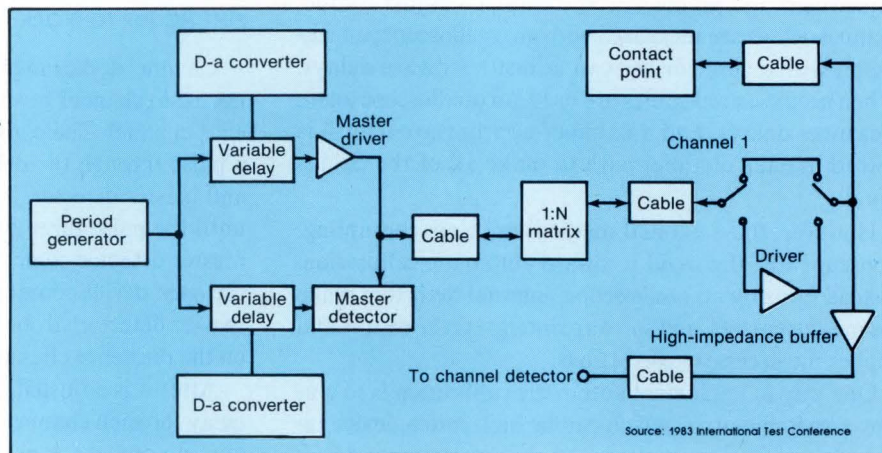 D-a converter
Contact
point
Cable
Master
driver
Channel 1
Variable
delay
Period
generator
Cable
1:N
matrix
Cable
Driver
Variable
delay
Master
detector
High-impedance buffer
To channel detector
Cable
D-a converter
Source: 1983 International Test Conference